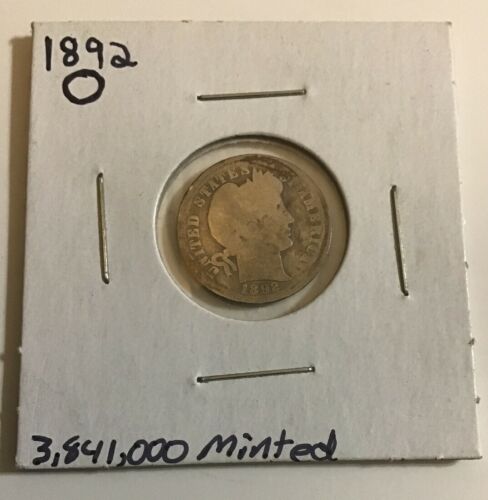 1892
O
UNITED STATES OF AMERICA
1892
3,841,000 Minted